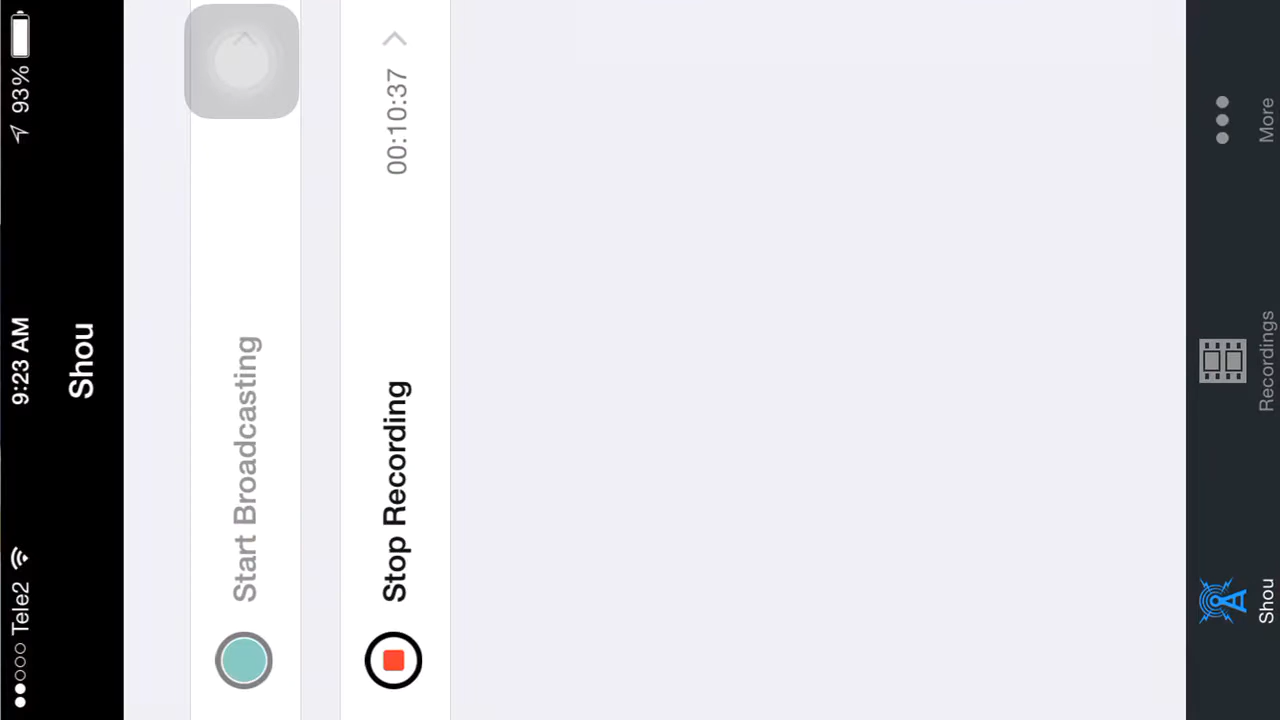 Tele2 9:23 AM 93%
Shou
Start Broadcasting
Stop Recording 00:10:37
Shou Recordings More